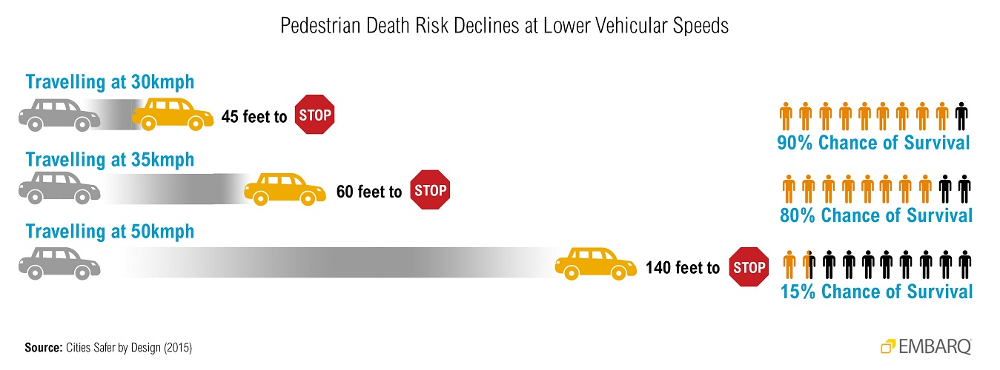 Pedestrian Death Risk Declines at Lower Vehicular Speeds
Travelling at 30kmph
45 feet to STOP
90% Chance of Survival
Travelling at 35kmph
60 feet to STOP
80% Chance of Survival
Travelling at 50kmph
140 feet to STOP
15% Chance of Survival
Source: Cities Safer by Design (2015)
EMBARQ